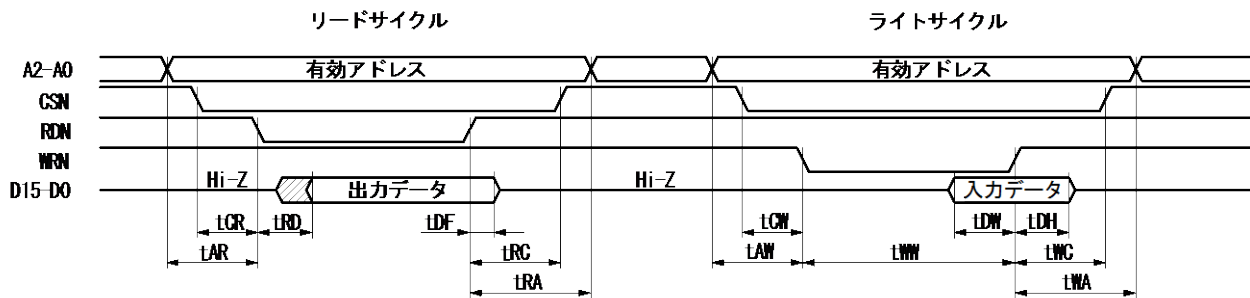 リードサイクル ライトサイクル
A2-A0 有効アドレス 有効アドレス
CSN
RDN
WRN
Hi-Z Hi-Z
D15-D0 出力データ 入力データ
tCR tRD tDF tCW tDW tDH
tAR tRC tAW tWW tWC
tRA tWA